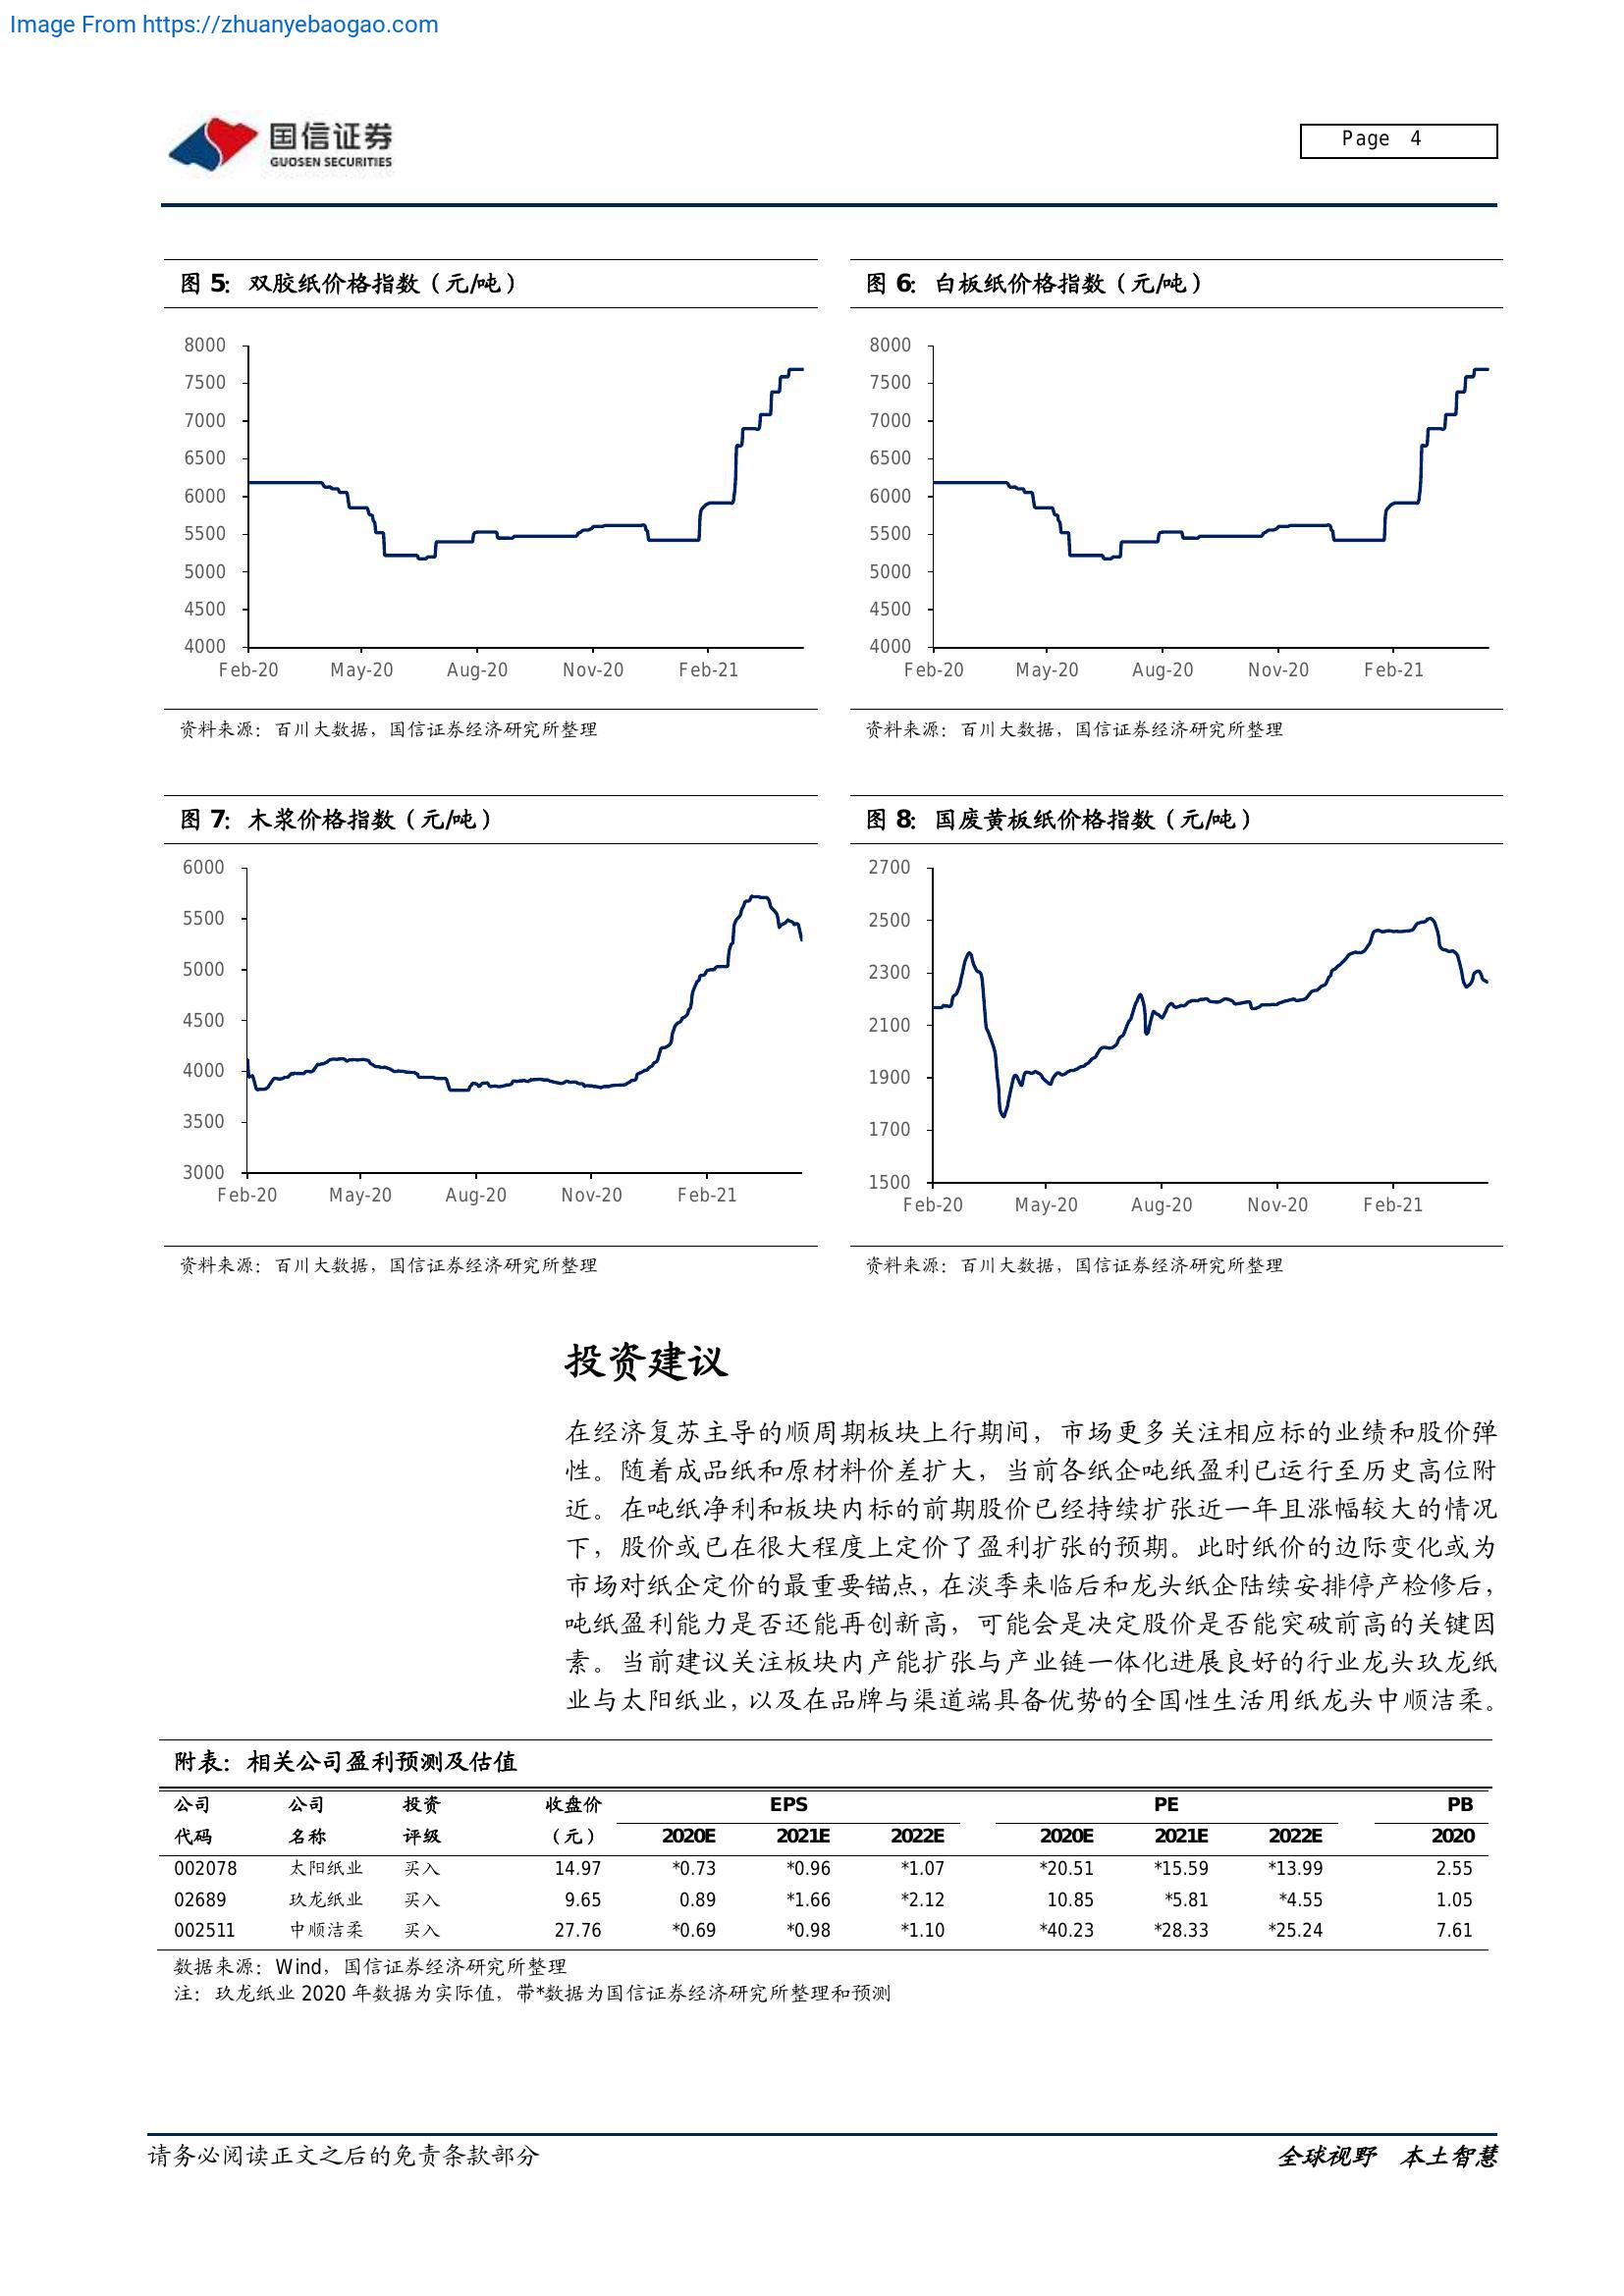 Image From https://zhuanyebaogao.com
国信证券
GUOSEN SECURITIES
Page 4
图 5：双胶纸价格指数（元/吨）
8000
7500
7000
6500
6000
5500
5000
4500
4000
Feb-20 May-20 Aug-20 Nov-20 Feb-21
资料来源：百川大数据，国信证券经济研究所整理
图 6：白板纸价格指数（元/吨）
8000
7500
7000
6500
6000
5500
5000
4500
4000
Feb-20 May-20 Aug-20 Nov-20 Feb-21
资料来源：百川大数据，国信证券经济研究所整理
图 7：木浆价格指数（元/吨）
6000
5500
5000
4500
4000
3500
3000
Feb-20 May-20 Aug-20 Nov-20 Feb-21
资料来源：百川大数据，国信证券经济研究所整理
图 8：国废黄板纸价格指数（元/吨）
2700
2500
2300
2100
1900
1700
1500
Feb-20 May-20 Aug-20 Nov-20 Feb-21
资料来源：百川大数据，国信证券经济研究所整理
投资建议
在经济复苏主导的顺周期板块上行期间，市场更多关注相应标的业绩和股价弹
性。随着成品纸和原材料价差扩大，当前各纸企吨纸盈利已运行至历史高位附
近。在吨纸净利和板块内标的前期股价已经持续扩张近一年且涨幅较大的情况
下，股价或已在很大程度上定价了盈利扩张的预期。此时纸价的边际变化或为
市场对纸企定价的最重要锚点，在淡季来临后和龙头纸企陆续安排停产检修后，
吨纸盈利能力是否还能再创新高，可能会是决定股价是否能突破前高的关键因
素。当前建议关注板块内产能扩张与产业链一体化进展良好的行业龙头玖龙纸
业与太阳纸业，以及在品牌与渠道端具备优势的全国性生活用纸龙头中顺洁柔。
附表：相关公司盈利预测及估值
公司 公司 投资 收盘价 EPS PE PB
代码 名称 评级 （元） 2020E 2021E 2022E 2020E 2021E 2022E 2020
002078 太阳纸业 买入 14.97 *0.73 *0.96 *1.07 *20.51 *15.59 *13.99 2.55
02689 玖龙纸业 买入 9.65 0.89 *1.66 *2.12 10.85 *5.81 *4.55 1.05
002511 中顺洁柔 买入 27.76 *0.69 *0.98 *1.10 *40.23 *28.33 *25.24 7.61
数据来源：Wind，国信证券经济研究所整理
注：玖龙纸业 2020 年数据为实际值，带*数据为国信证券经济研究所整理和预测
请务必阅读正文之后的免责条款部分
全球视野 本土智慧